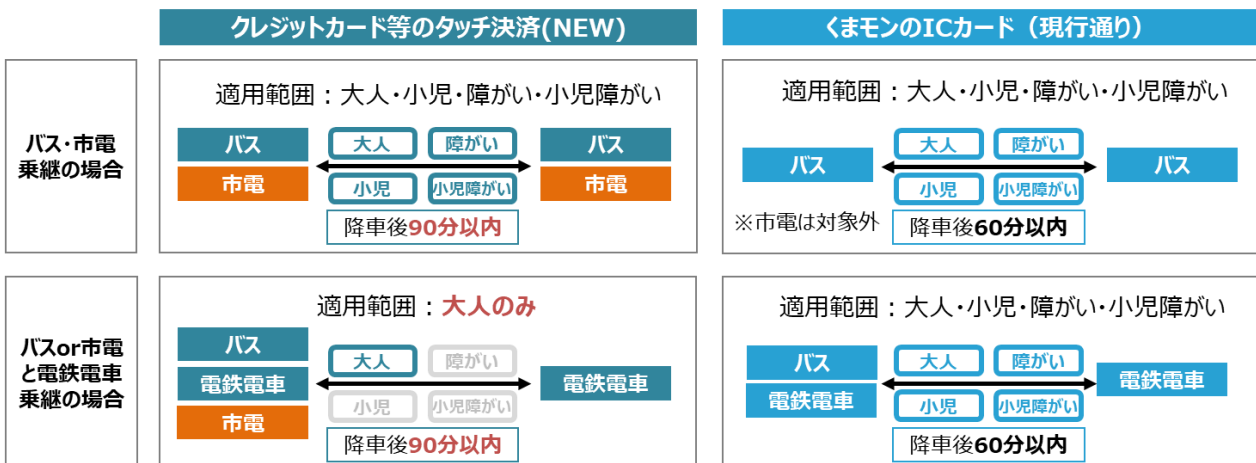 クレジットカード等のタッチ決済(NEW)
くまモンのICカード（現行通り）
バス・市電
乗継の場合
適用範囲：大人・小児・障がい・小児障がい
バス
市電
大人
障がい
小児
小児障がい
バス
市電
降車後90分以内
適用範囲：大人・小児・障がい・小児障がい
バス
大人
障がい
小児
小児障がい
バス
※市電は対象外
降車後60分以内
バスor市電
と電鉄電車
乗継の場合
適用範囲：大人のみ
バス
電鉄電車
市電
大人
障がい
小児
小児障がい
電鉄電車
降車後90分以内
適用範囲：大人・小児・障がい・小児障がい
バス
電鉄電車
大人
障がい
小児
小児障がい
電鉄電車
降車後60分以内